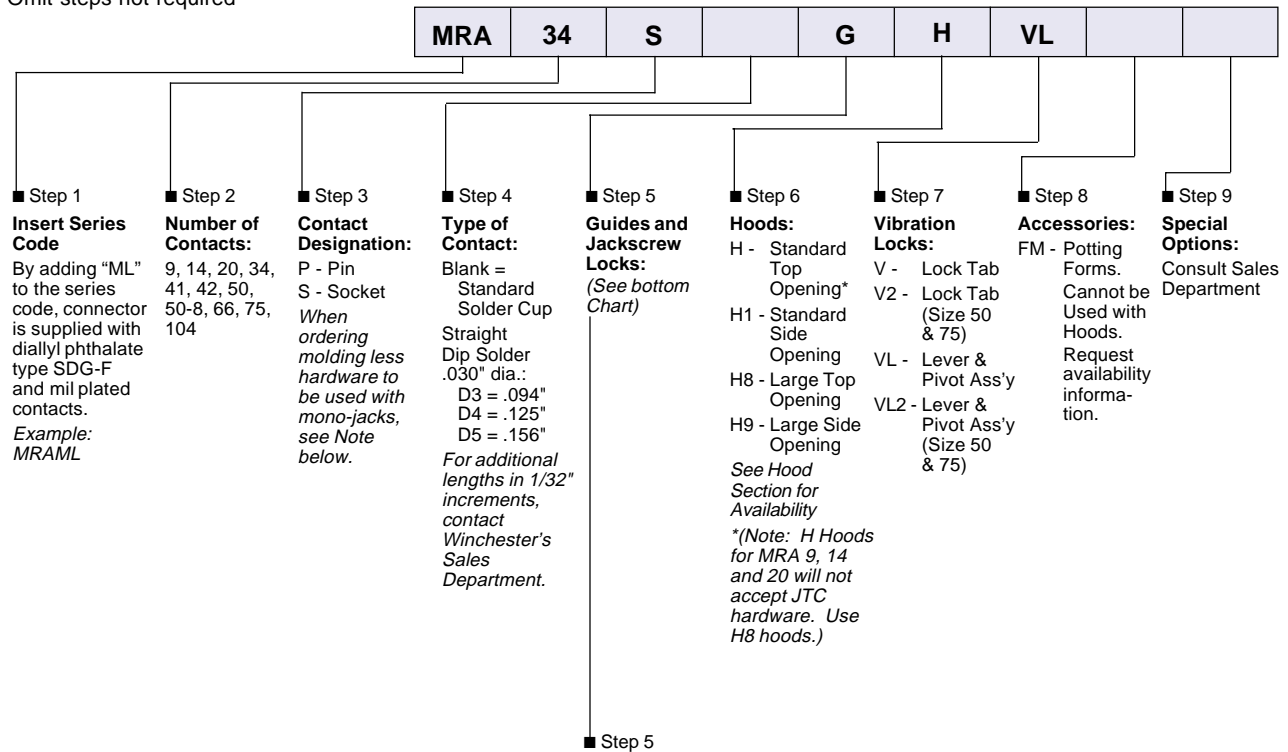 Omit steps not required
MRA 34 S G H VL
■ Step 1
Insert Series
Code
By adding “ML”
to the series
code, connector
is supplied with
diallyl phthalate
type SDG-F
and mil plated
contacts.
Example:
MRAML
■ Step 2
Number of
Contacts:
9, 14, 20, 34,
41, 42, 50,
50-8, 66, 75,
104
■ Step 3
Contact
Designation:
P - Pin
S - Socket
When
ordering
molding less
hardware to
be used with
mono-jacks,
see Note
below.
■ Step 4
Type of
Contact:
Blank =
Standard
Solder Cup
Straight
Dip Solder
.030" dia.:
D3 = .094"
D4 = .125"
D5 = .156"
For additional
lengths in 1/32"
increments,
contact
Winchester’s
Sales
Department.
■ Step 5
Guides and
Jackscrew
Locks:
(See bottom
Chart)
■ Step 6
Hoods:
H - Standard
Top
Opening*
H1 - Standard
Side
Opening
H8 - Large Top
Opening
H9 - Large Side
Opening
See Hood
Section for
Availability
*(Note: H Hoods
for MRA 9, 14
and 20 will not
accept JTC
hardware. Use
H8 hoods.)
■ Step 7
Vibration
Locks:
V - Lock Tab
V2 - Lock Tab
(Size 50
& 75)
VL - Lever &
Pivot Ass’y
VL2 - Lever &
Pivot Ass’y
(Size 50
& 75)
■ Step 8
Accessories:
FM - Potting
Forms.
Cannot be
Used with
Hoods.
Request
availability
informa-
tion.
■ Step 9
Special
Options:
Consult Sales
Department
■ Step 5